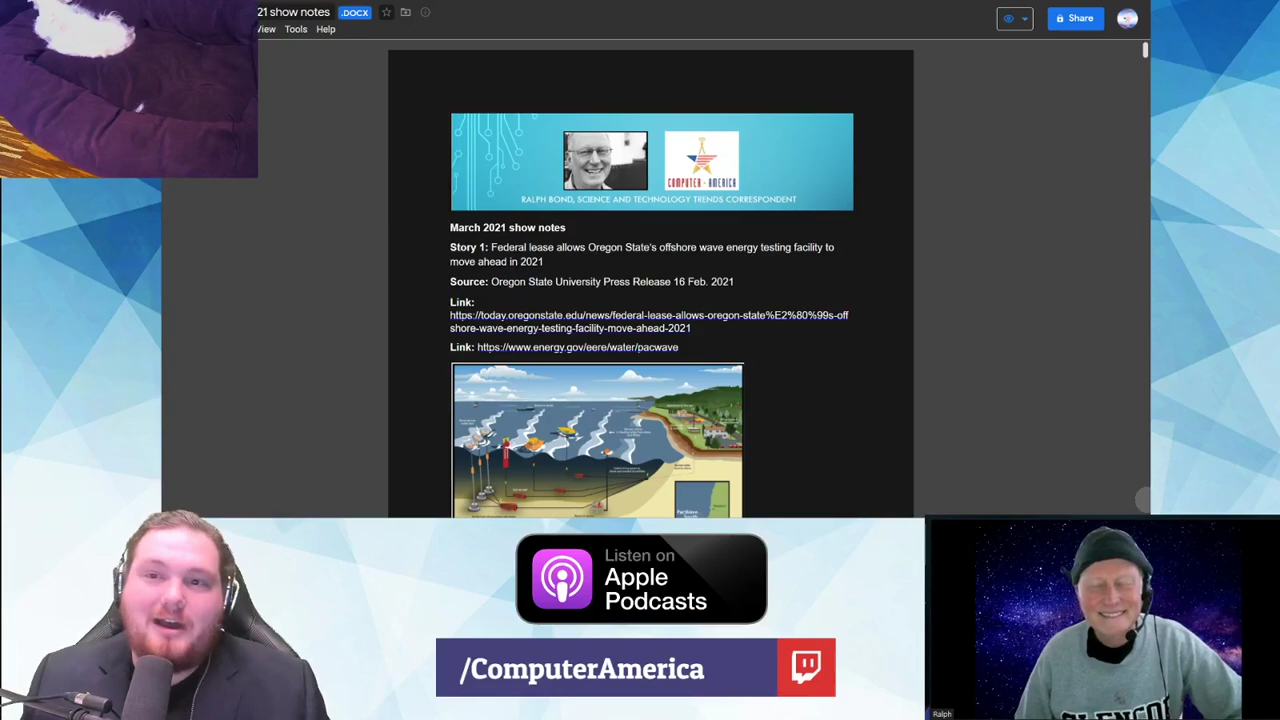 21 show notes .DOCX
View Tools Help
Share
COMPUTER AMERICA
RALPH BOND, SCIENCE AND TECHNOLOGY TRENDS CORRESPONDENT
March 2021 show notes
Story 1: Federal lease allows Oregon State's offshore wave energy testing facility to
move ahead in 2021
Source: Oregon State University Press Release 16 Feb. 2021
Link:
https://today.oregonstate.edu/news/federal-lease-allows-oregon-state%E2%80%99s-off
shore-wave-energy-testing-facility-move-ahead-2021
Link: https://www.energy.gov/eere/water/pacwave
Listen on
Apple
Podcasts
/ComputerAmerica
Ralph
GLENCOE